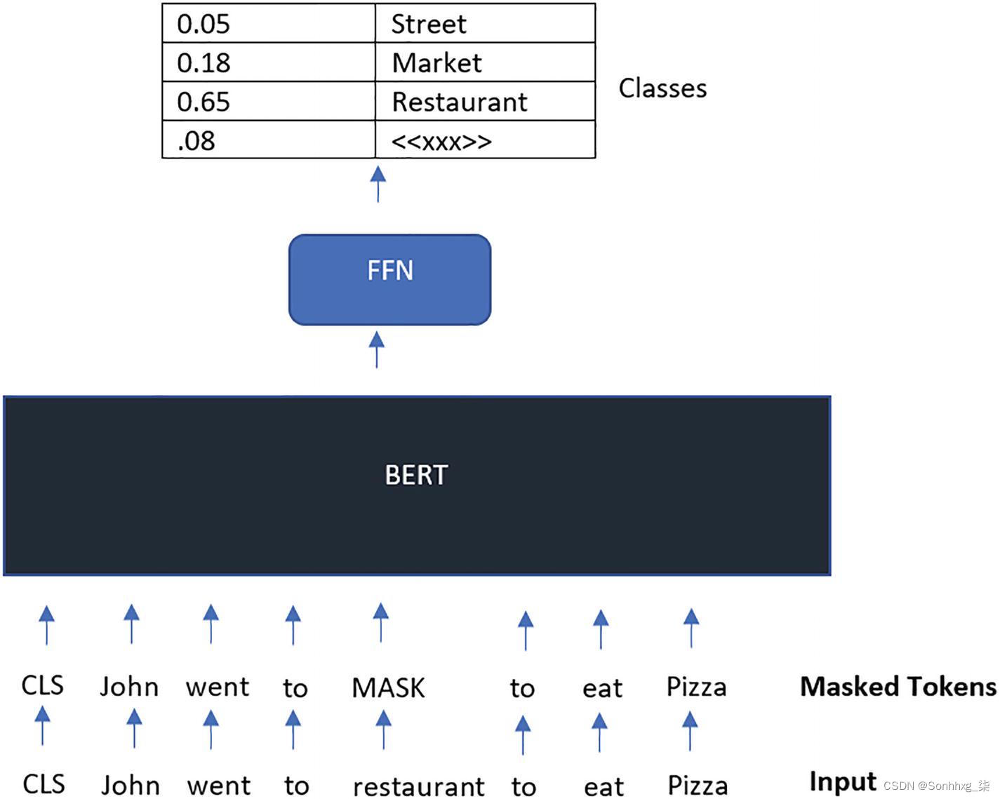 0.05 Street
0.18 Market
0.65 Restaurant
.08 <<xxx>>
Classes
FFN
BERT
CLS John went to MASK to eat Pizza Masked Tokens
CLS John went to restaurant to eat Pizza Input
CSDN @Sonhhxg_柒